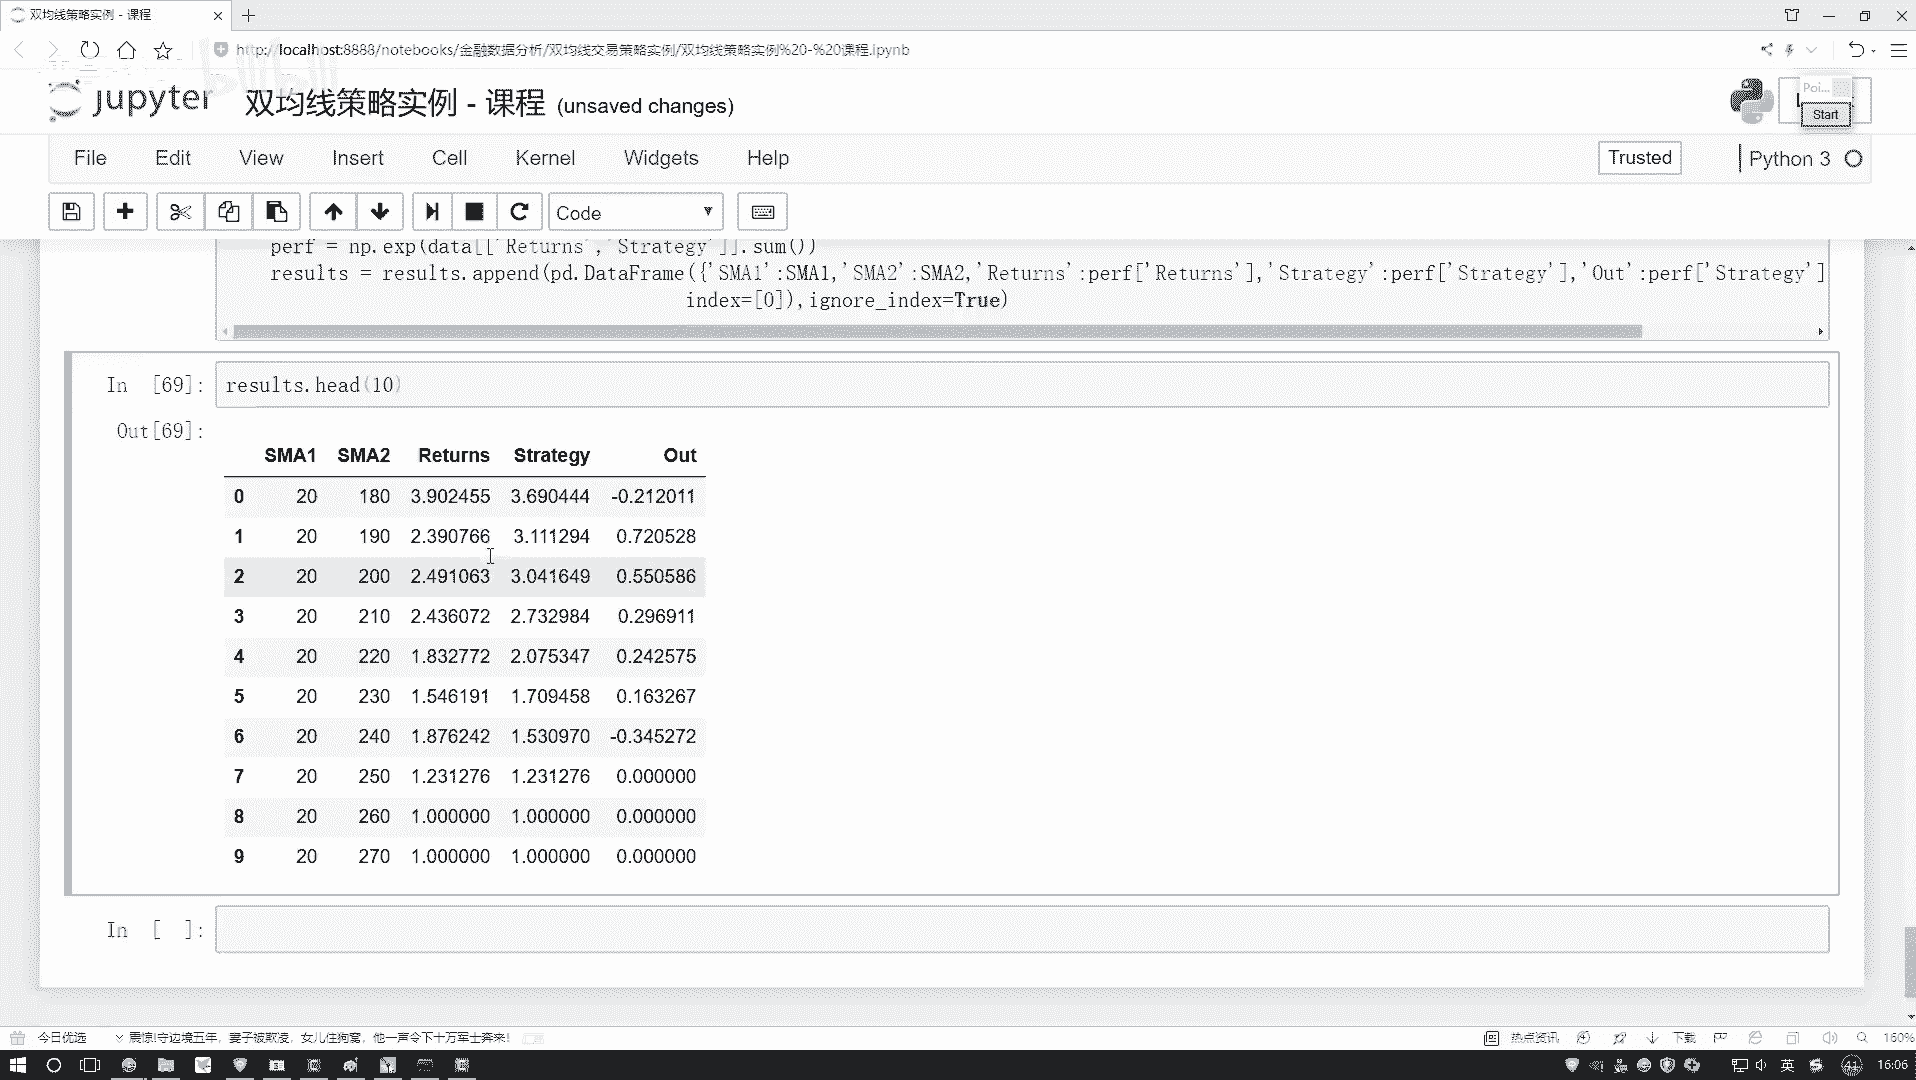 双均线策略实例 - 课程
http://localhost:8888/notebooks/金融数据分析/双均线交易策略实例/双均线策略实例%20-%20课程.ipynb
jupyter 双均线策略实例 - 课程 (unsaved changes)
Poi...
Start
File Edit View Insert Cell Kernel Widgets Help
Trusted Python 3
Code
perf = np.exp(data[['Returns','Strategy']].sum())
results = results.append(pd.DataFrame({'SMA1':SMA1,'SMA2':SMA2,'Returns':perf['Returns'],'Strategy':perf['Strategy'],'Out':perf['Strategy']
index=[0]),ignore_index=True)
In [69]: results.head(10)
Out[69]:
SMA1 SMA2 Returns Strategy Out
0 20 180 3.902455 3.690444 -0.212011
1 20 190 2.390766 3.111294 0.720528
2 20 200 2.491063 3.041649 0.550586
3 20 210 2.436072 2.732984 0.296911
4 20 220 1.832772 2.075347 0.242575
5 20 230 1.546191 1.709458 0.163267
6 20 240 1.876242 1.530970 -0.345272
7 20 250 1.231276 1.231276 0.000000
8 20 260 1.000000 1.000000 0.000000
9 20 270 1.000000 1.000000 0.000000
In [ ]:
今日优选 震惊!守边境五年，妻子被欺凌，女儿住狗窝，他一声令下十万军士奔来! 热点资讯 下载 160%
英 41 16:06